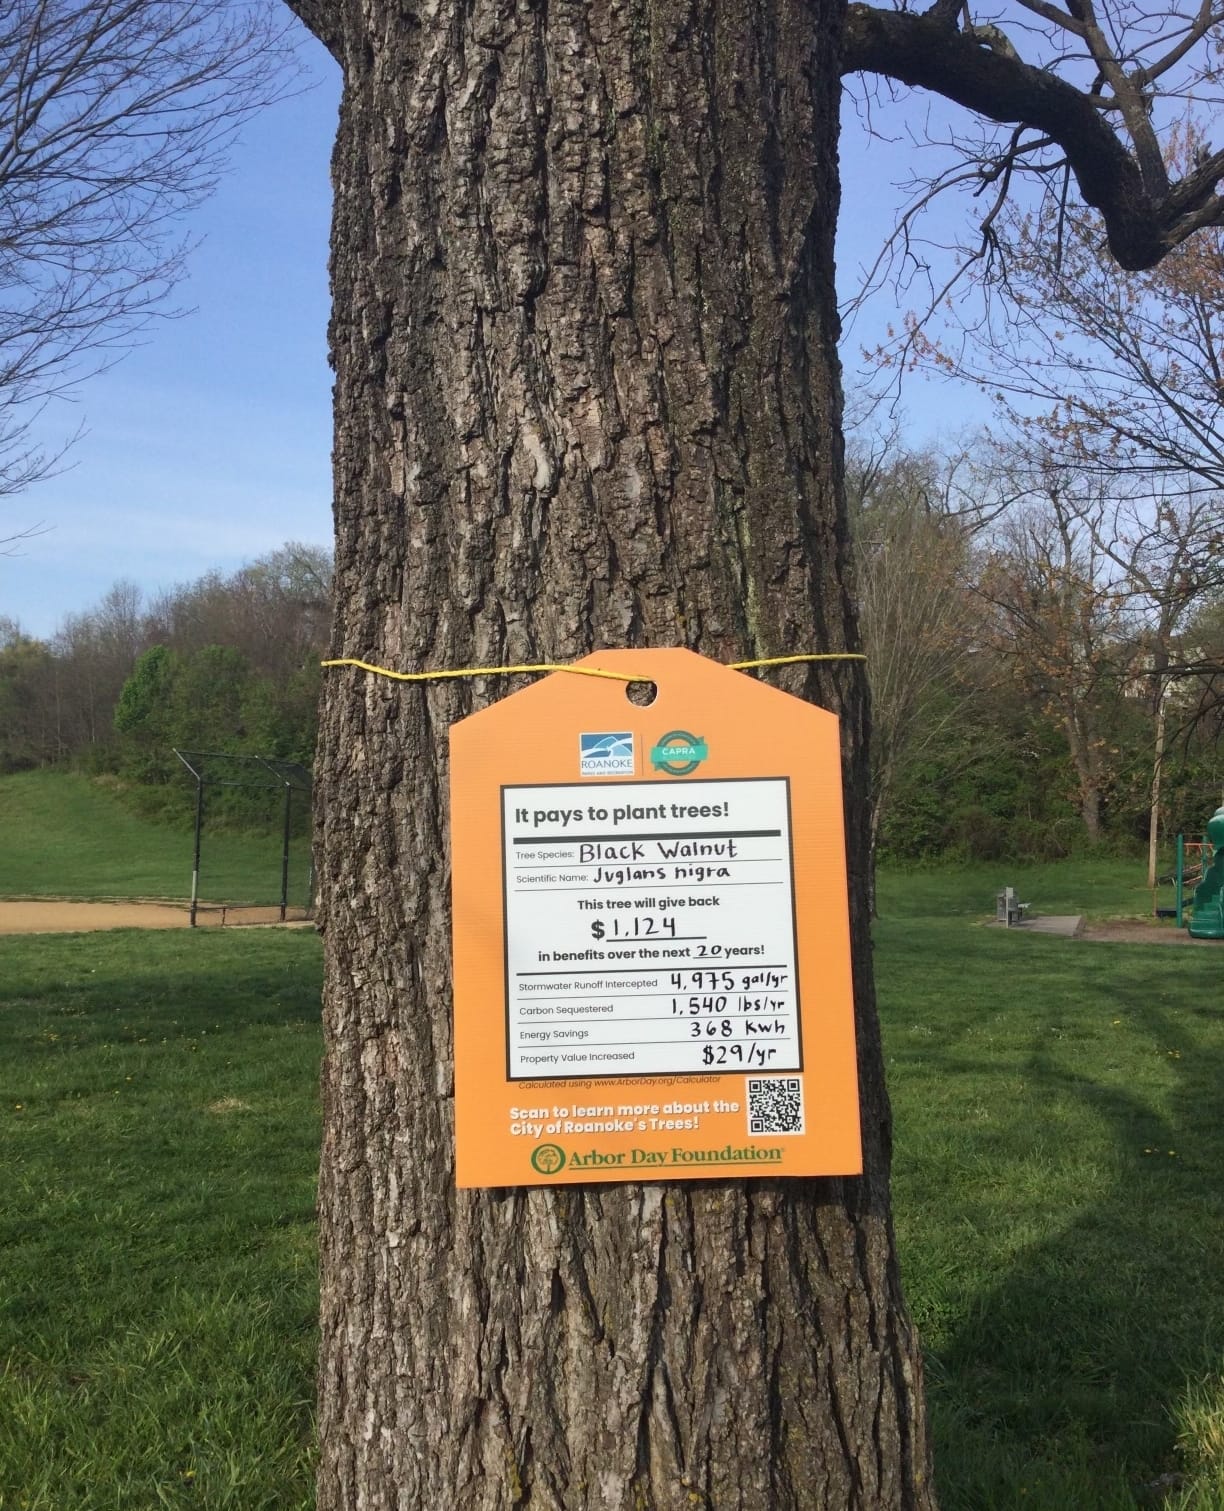 ROANOKE
PARKS AND RECREATION
CAPRA
It pays to plant trees!
Tree Species: Black Walnut
Scientific Name: Juglans nigra
This tree will give back
$ 1,124
in benefits over the next 20 years!
Stormwater Runoff Intercepted 4,975 gal/yr
Carbon Sequestered 1,540 lbs/yr
Energy Savings 368 kwh
Property Value Increased $29/yr
Calculated using www.ArborDay.org/Calculator
Scan to learn more about the
City of Roanoke's Trees!
Arbor Day Foundation